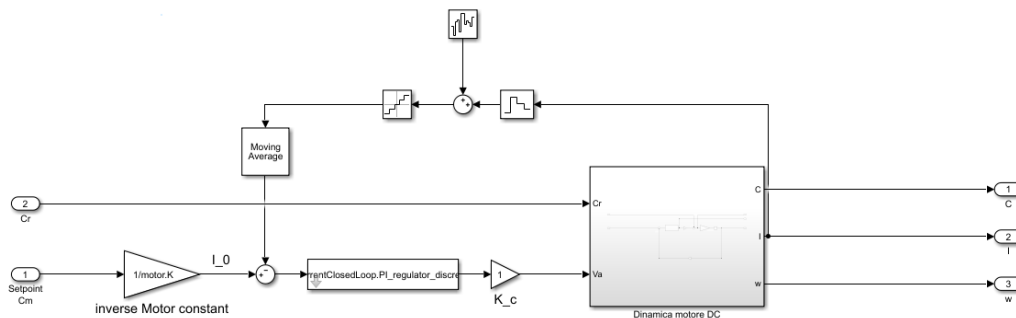 Moving
Average
2
Cr
Cr
C
1
C
I
2
I
1
Setpoint
Cm
1/motor.K
I_0
inverse Motor constant
+
−
rrentClosedLoop.PI_regulator_discre
1
K_c
Va
w
3
w
Dinamica motore DC
+
+